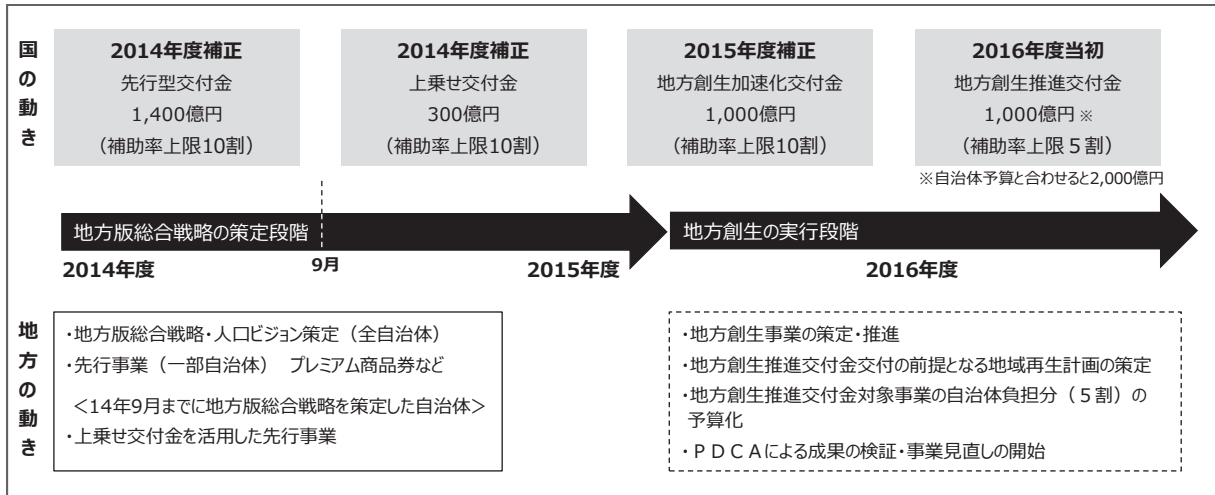 国の動き
2014年度補正
先行型交付金
1,400億円
（補助率上限10割）
2014年度補正
上乗せ交付金
300億円
（補助率上限10割）
2015年度補正
地方創生加速化交付金
1,000億円
（補助率上限10割）
2016年度当初
地方創生推進交付金
1,000億円 ※
（補助率上限５割）
※自治体予算と合わせると2,000億円
地方版総合戦略の策定段階
地方創生の実行段階
2014年度
9月
2015年度
2016年度
地方の動き
・地方版総合戦略・人口ビジョン策定（全自治体）
・先行事業（一部自治体）　プレミアム商品券など
＜14年9月までに地方版総合戦略を策定した自治体＞
・上乗せ交付金を活用した先行事業
・地方創生事業の策定・推進
・地方創生推進交付金交付の前提となる地域再生計画の策定
・地方創生推進交付金対象事業の自治体負担分（５割）の
予算化
・ＰＤＣＡによる成果の検証・事業見直しの開始